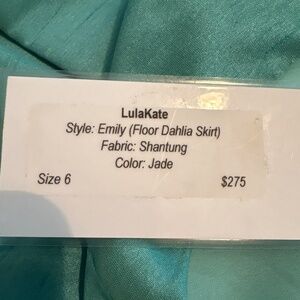 LulaKate
Style: Emily (Floor Dahlia Skirt)
Fabric: Shantung
Color: Jade
Size 6 $275